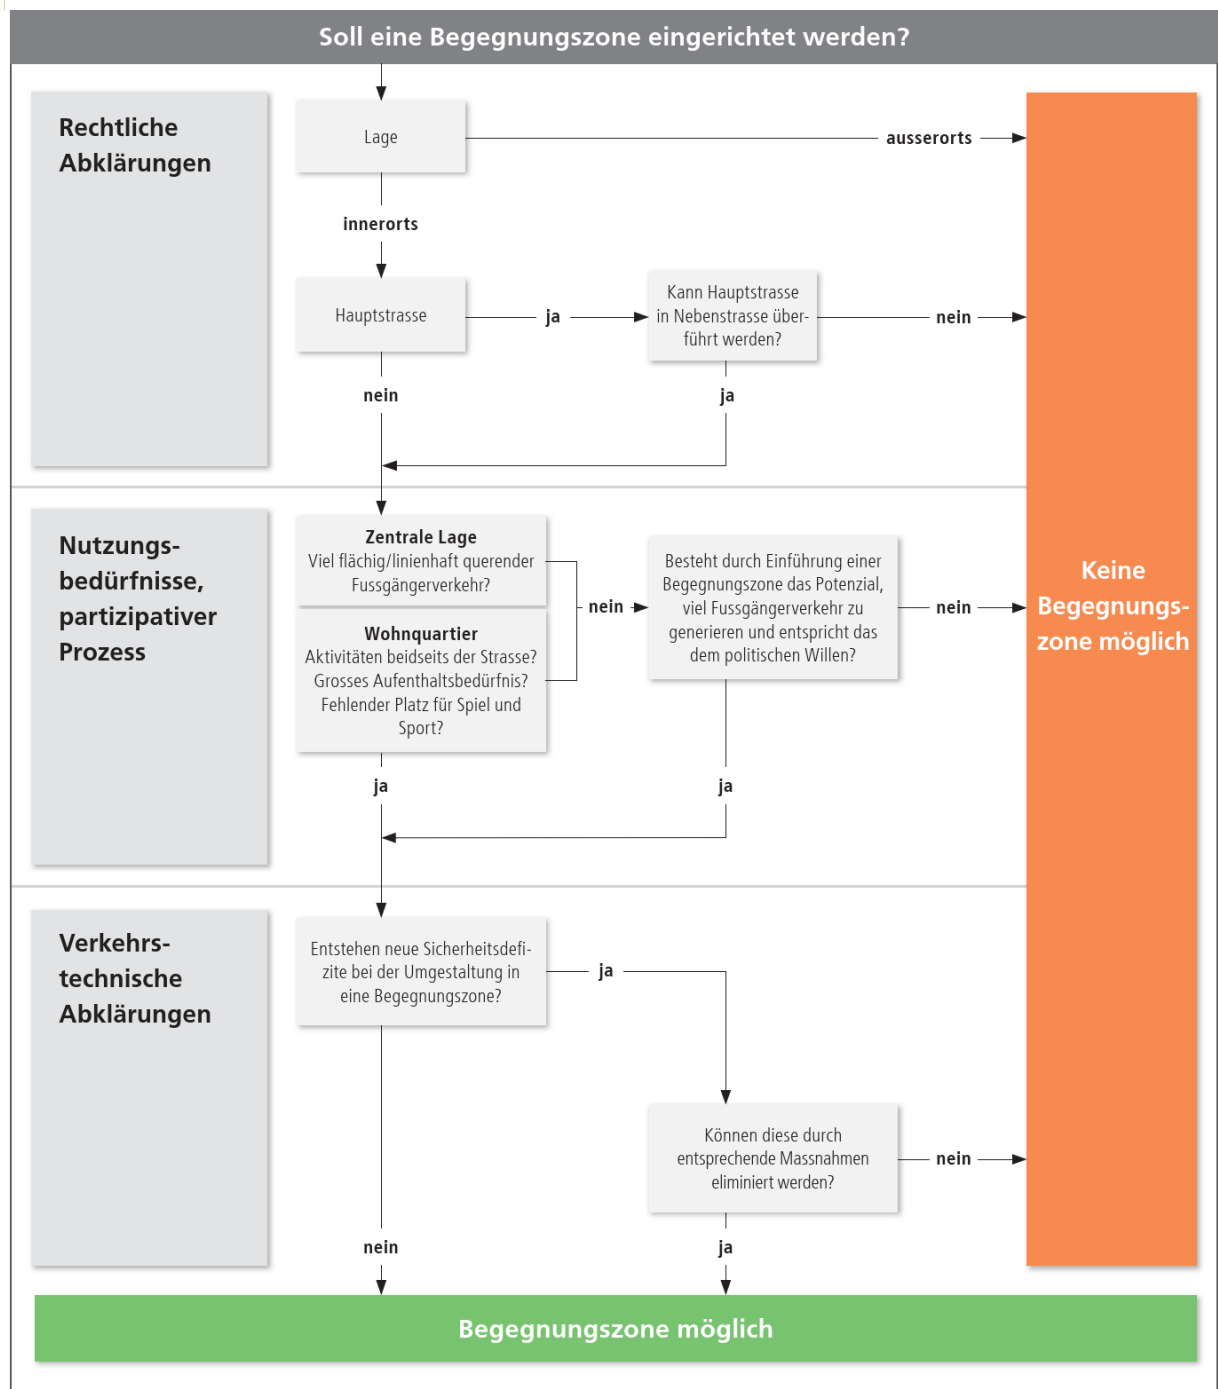 Soll eine Begegnungszone eingerichtet werden?
Rechtliche
Abklärungen
Lage
ausserorts
innerorts
Hauptstrasse
ja
Kann Hauptstrasse
in Nebenstrasse über-
führt werden?
nein
nein
ja
Nutzungs-
bedürfnisse,
partizipativer
Prozess
Zentrale Lage
Viel flächig/linienhaft querender
Fussgängerverkehr?
Wohnquartier
Aktivitäten beidseits der Strasse?
Grosses Aufenthaltsbedürfnis?
Fehlender Platz für Spiel und
Sport?
nein
Besteht durch Einführung einer
Begegnungszone das Potenzial,
viel Fussgängerverkehr zu
generieren und entspricht das
dem politischen Willen?
nein
Keine
Begegnungs-
zone möglich
ja
ja
Verkehrs-
technische
Abklärungen
Entstehen neue Sicherheitsdefi-
zite bei der Umgestaltung in
eine Begegnungszone?
ja
Können diese durch
entsprechende Massnahmen
eliminiert werden?
nein
nein
ja
Begegnungszone möglich